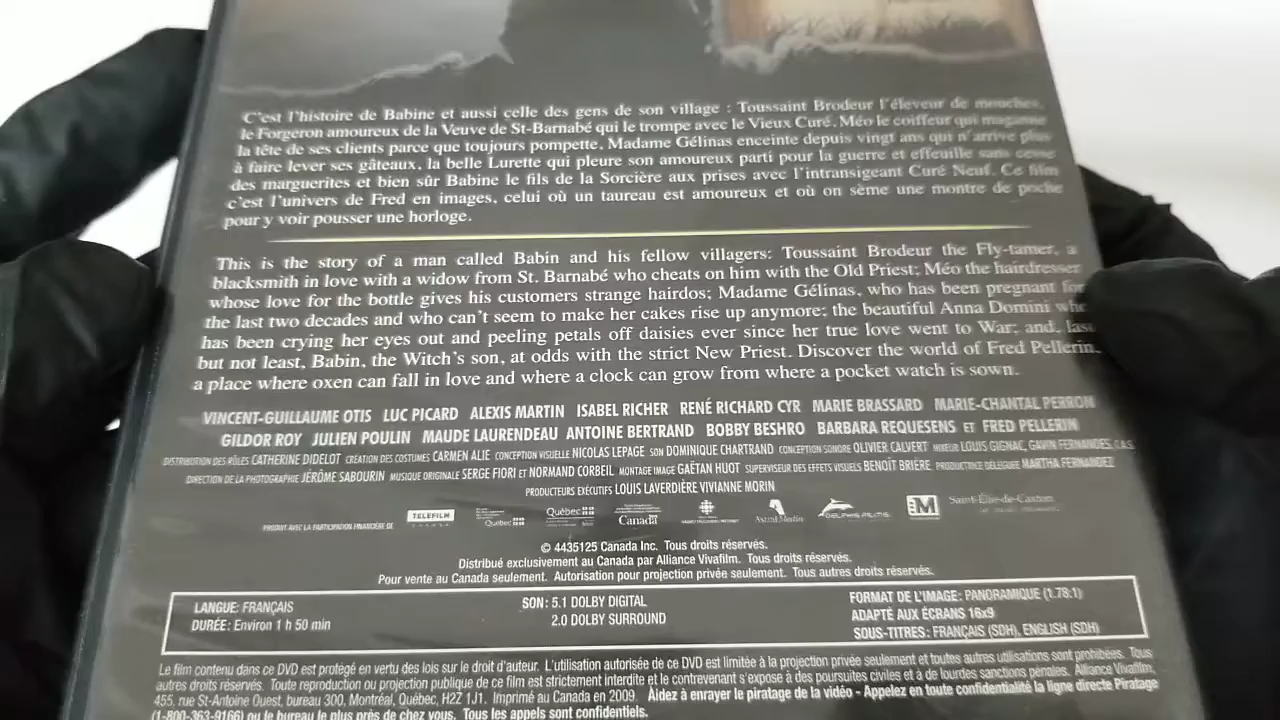 C'est l'histoire de Babine et aussi celle des gens de son village : Toussaint Brodeur l'éleveur de mouches,
le Forgeron amoureux de la Veuve de St-Barnabé qui le trompe avec le Vieux Curé, Méo le coiffeur qui magane
la tête de ses clients parce que toujours pompette, Madame Gélinas enceinte depuis vingt ans qui n'arrive plus
à faire lever ses gâteaux, la belle Lurette qui pleure son amoureux parti pour la guerre et effeuille sans cesse
des marguerites et bien sûr Babine le fils de la Sorcière aux prises avec l'intransigeant Curé Neuf. Ce film
c'est l'univers de Fred en images, celui où un taureau est amoureux et où on sème une montre de poche
pour y voir pousser une horloge.
This is the story of a man called Babin and his fellow villagers: Toussaint Brodeur the Fly-tamer, a
blacksmith in love with a widow from St. Barnabé who cheats on him with the Old Priest; Méo the hairdresser
whose love for the bottle gives his customers strange hairdos; Madame Gélinas, who has been pregnant for
the last two decades and who can't seem to make her cakes rise up anymore; the beautiful Anna Domini who
has been crying her eyes out and peeling petals off daisies ever since her true love went to War; and, last
but not least, Babin, the Witch's son, at odds with the strict New Priest. Discover the world of Fred Pellerin,
a place where oxen can fall in love and where a clock can grow from where a pocket watch is sown.
VINCENT-GUILLAUME OTIS LUC PICARD ALEXIS MARTIN ISABEL RICHER RENÉ RICHARD CYR MARIE BRASSARD MARIE-CHANTAL PERRON
GILDOR ROY JULIEN POULIN MAUDE LAURENDEAU ANTOINE BERTRAND BOBBY BESHRO BARBARA REQUESENS ET FRED PELLERIN
DISTRIBUTION DES RÔLES CATHERINE DIDELOT CRÉATION DES COSTUMES CARMEN ALIE CONCEPTION VISUELLE NICOLAS LEPAGE SON DOMINIQUE CHARTRAND CONCEPTION SONORE OLIVIER CALVERT MIXEUR LOUIS GIGNAC, GAVIN FERNANDES, C.A.S.
DIRECTION DE LA PHOTOGRAPHIE JÉRÔME SABOURIN MUSIQUE ORIGINALE SERGE FIORI ET NORMAND CORBEIL MONTAGE IMAGE GAÉTAN HUOT SUPERVISEUR DES EFFETS VISUELS BENOÎT BRIÈRE PRODUCTRICE DÉLÉGUÉE MARTHA FERNANDEZ
PRODUCTEURS EXÉCUTIFS LOUIS LAVERDIÈRE VIVIANNE MORIN
PRODUIT AVEC LA PARTICIPATION FINANCIÈRE DE TELEFILM CANADA Québec Québec Canada Astral Media DELPHIS FILMS M Saint-Élie-de-Caxton
© 4435125 Canada Inc. Tous droits réservés.
Distribué exclusivement au Canada par Alliance Vivafilm. Tous droits réservés.
Pour vente au Canada seulement. Autorisation pour projection privée seulement. Tous autres droits réservés.
LANGUE: FRANÇAIS
DURÉE: Environ 1 h 50 min
SON: 5.1 DOLBY DIGITAL
2.0 DOLBY SURROUND
FORMAT DE L'IMAGE: PANORAMIQUE (1.78:1)
ADAPTÉ AUX ÉCRANS 16x9
SOUS-TITRES: FRANÇAIS (SDH), ENGLISH (SDH)
Le film contenu dans ce DVD est protégé en vertu des lois sur le droit d'auteur. L'utilisation autorisée de ce DVD est limitée à la projection privée seulement et toutes autres utilisations sont prohibées. Tous
autres droits réservés. Toute reproduction ou projection publique de ce film est strictement interdite et le contrevenant s'expose à des poursuites civiles et à de lourdes sanctions pénales. Alliance Vivafilm,
455, rue St-Antoine Ouest, bureau 300, Montréal, Québec, H2Z 1J1. Imprimé au Canada en 2009. Aidez à enrayer le piratage de la vidéo - Appelez en toute confidentialité la ligne directe Piratage
(1-800-363-9166) ou le bureau le plus près de chez vous. Tous les appels sont confidentiels.